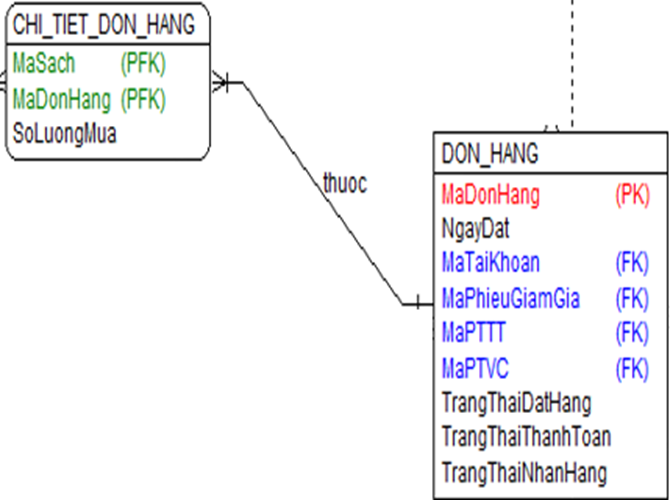 CHI_TIET_DON_HANG
MaSach (PFK)
MaDonHang (PFK)
SoLuongMua
thuoc
DON_HANG
MaDonHang (PK)
NgayDat
MaTaiKhoan (FK)
MaPhieuGiamGia (FK)
MaPTTT (FK)
MaPTVC (FK)
TrangThaiDatHang
TrangThaiThanhToan
TrangThaiNhanHang